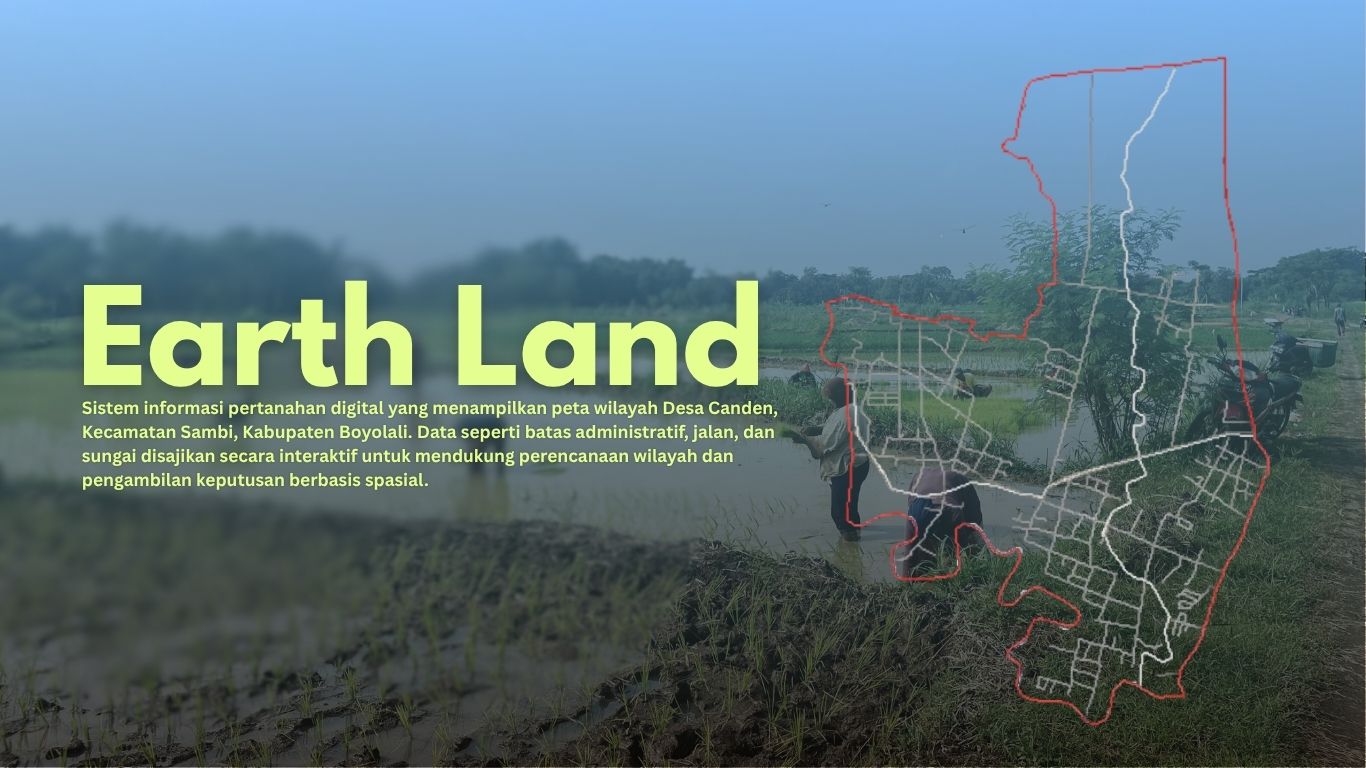 Earth Land
Sistem informasi pertanahan digital yang menampilkan peta wilayah Desa Canden,
Kecamatan Sambi, Kabupaten Boyolali. Data seperti batas administratif, jalan, dan
sungai disajikan secara interaktif untuk mendukung perencanaan wilayah dan
pengambilan keputusan berbasis spasial.